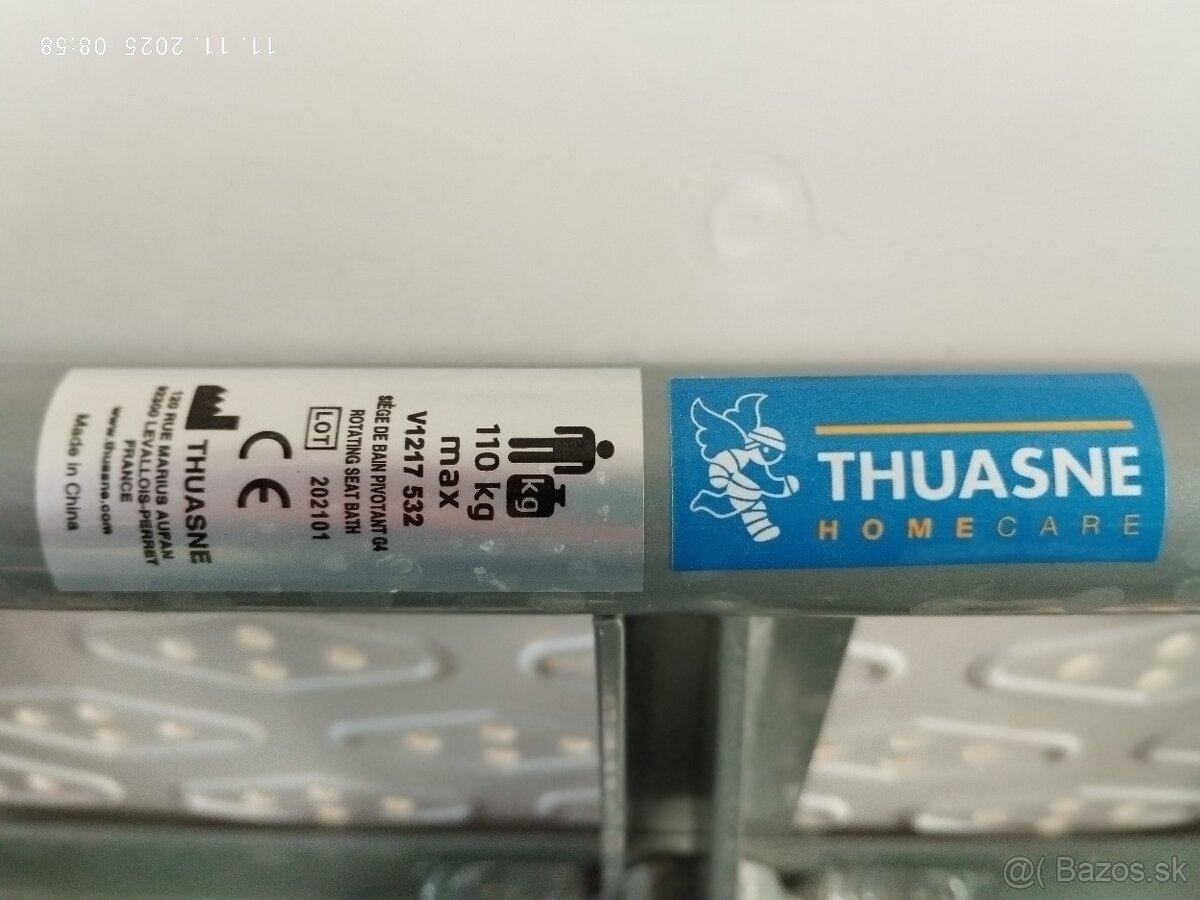 11. 11. 2025 08:58
kg
110 kg
max
V1217 532
SIÈGE DE BAIN PIVOTANT G4
ROTATING SEAT BATH
LOT 202101
CE
THUASNE
120 RUE MARIUS AUFAN
92300 LEVALLOIS-PERRET
FRANCE
www.thuasne.com
Made in China
THUASNE
HOMECARE
@( Bazos.sk